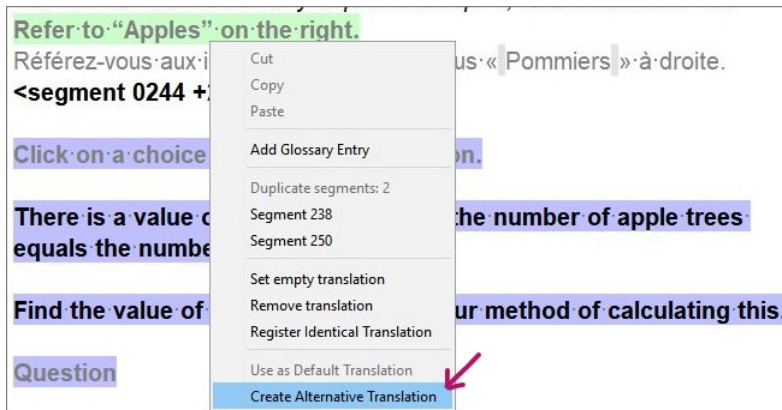 Refer to “Apples” on the right.
Référez-vous aux i us « Pommiers » à droite.
<segment 0244 +
Click on a choice on.
There is a value o the number of apple trees
equals the numbe
Find the value of ur method of calculating this.
Question
Cut
Copy
Paste
Add Glossary Entry
Duplicate segments: 2
Segment 238
Segment 250
Set empty translation
Remove translation
Register Identical Translation
Use as Default Translation
Create Alternative Translation